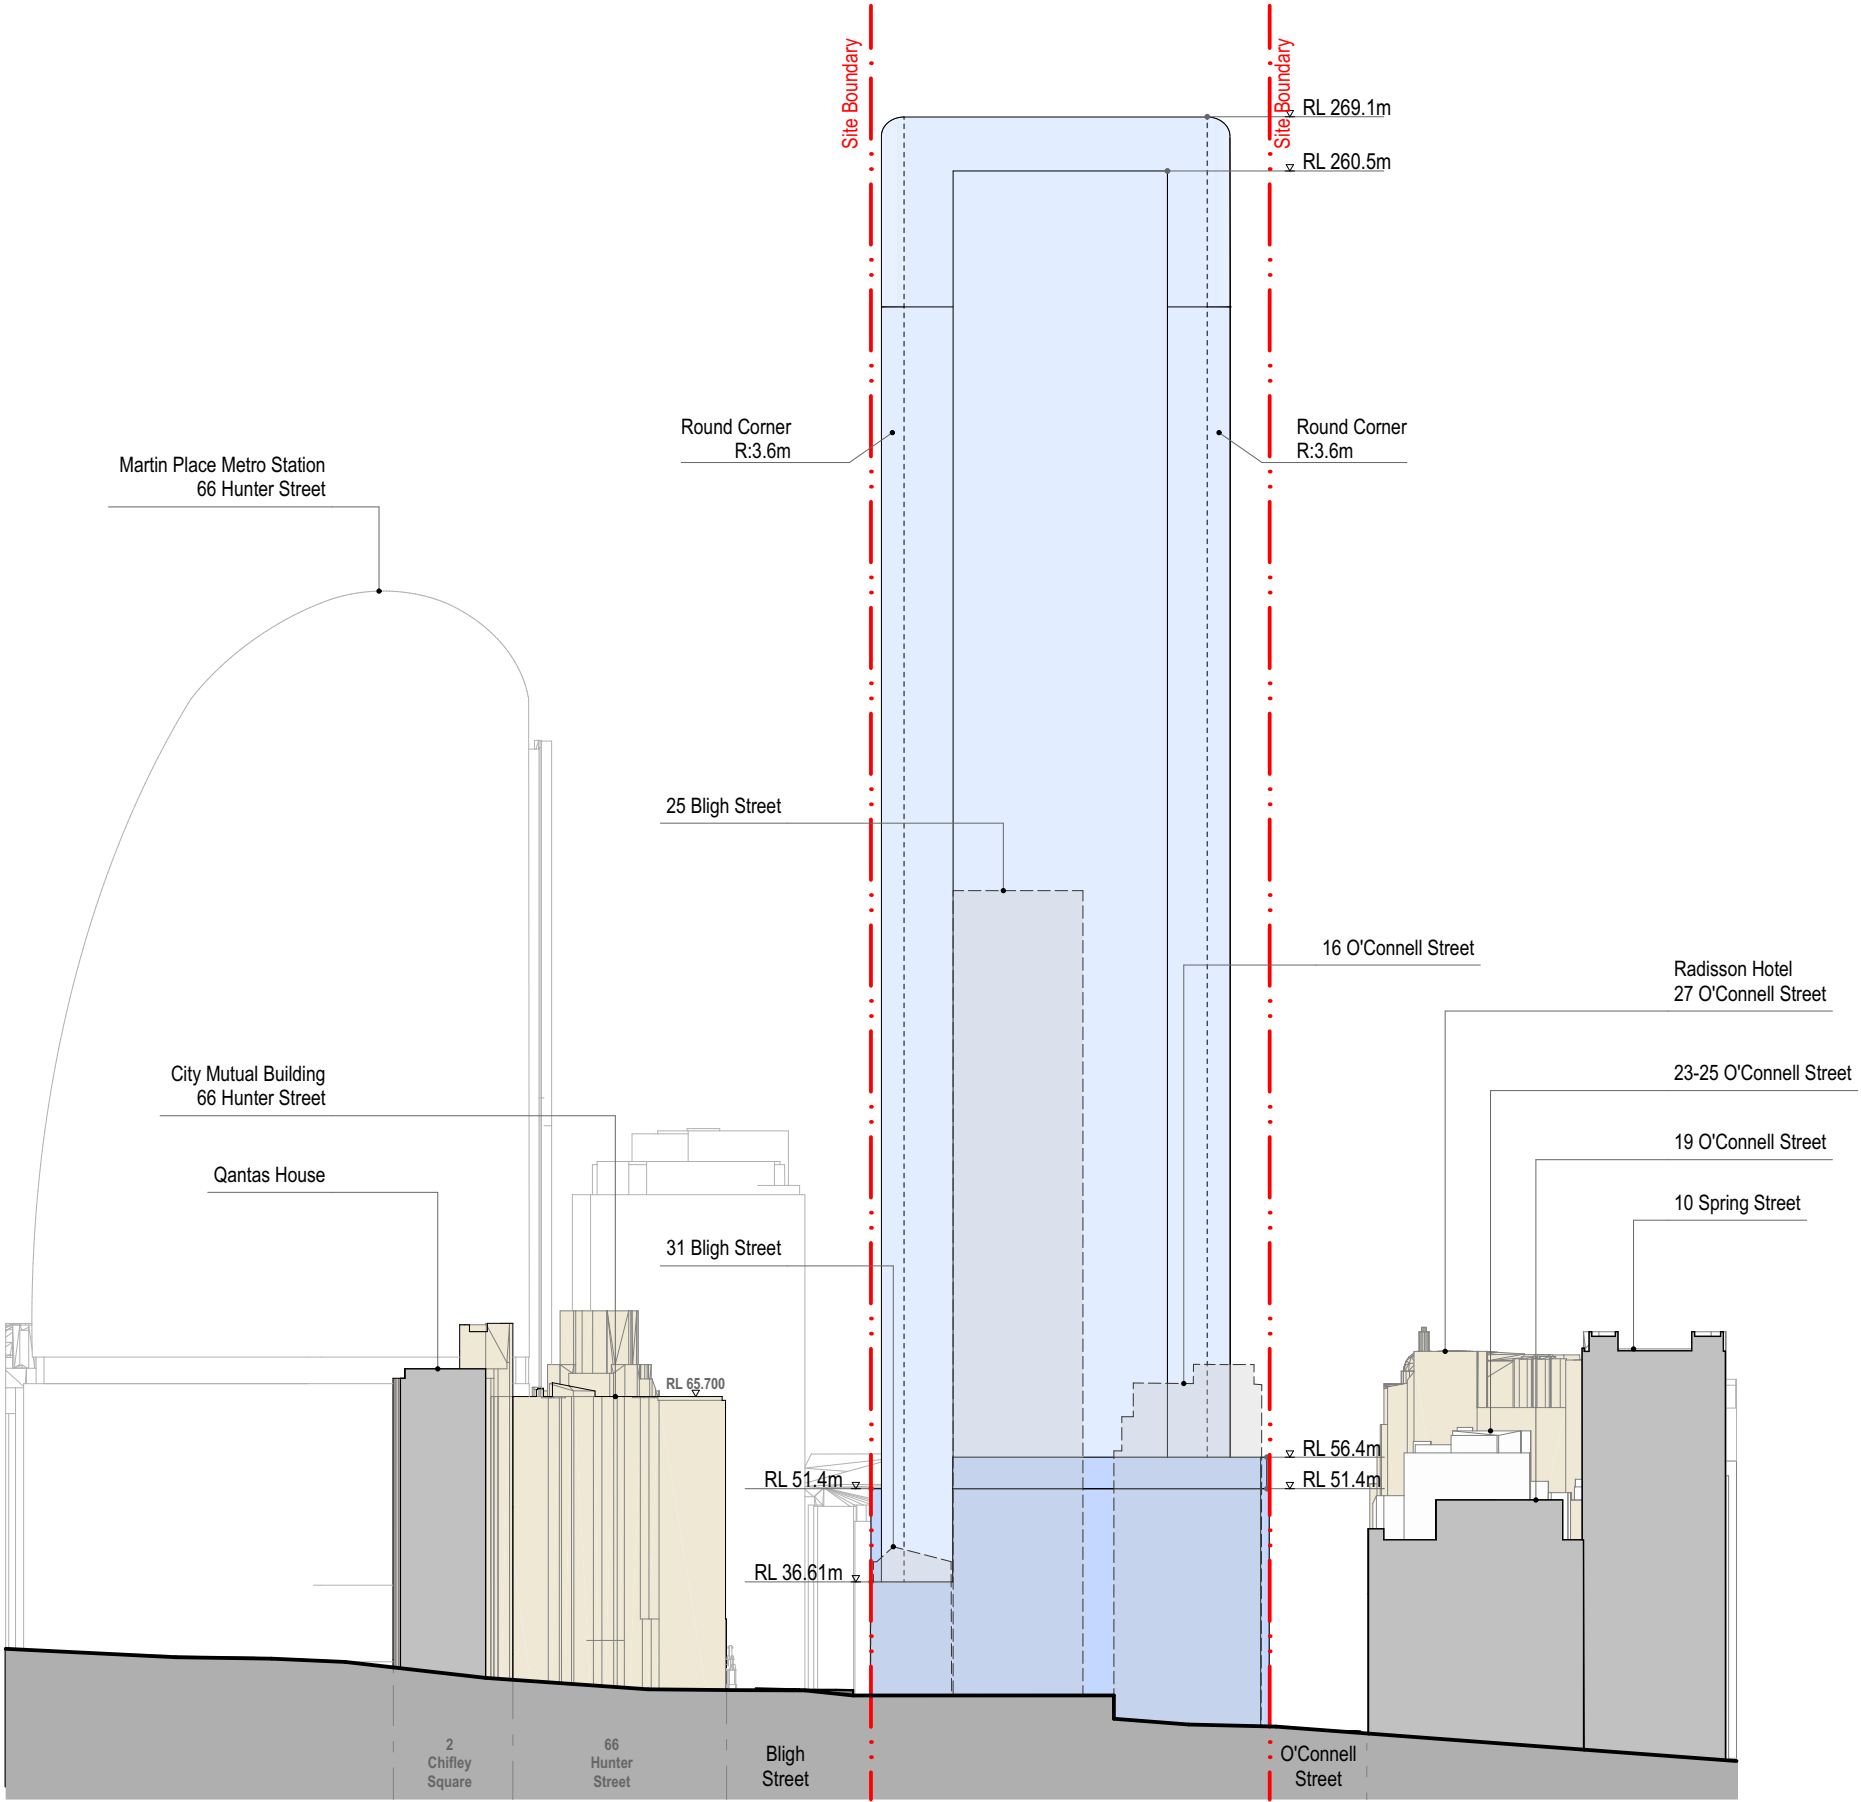 Site Boundary
Site Boundary
RL 269.1m
RL 260.5m
Round Corner
R:3.6m
Round Corner
R:3.6m
Martin Place Metro Station
66 Hunter Street
25 Bligh Street
16 O'Connell Street
Radisson Hotel
27 O'Connell Street
City Mutual Building
66 Hunter Street
23-25 O'Connell Street
19 O'Connell Street
Qantas House
10 Spring Street
31 Bligh Street
RL 65.700
RL 56.4m
RL 51.4m
RL 51.4m
RL 36.61m
2
Chifley
Square
66
Hunter
Street
Bligh
Street
O'Connell
Street